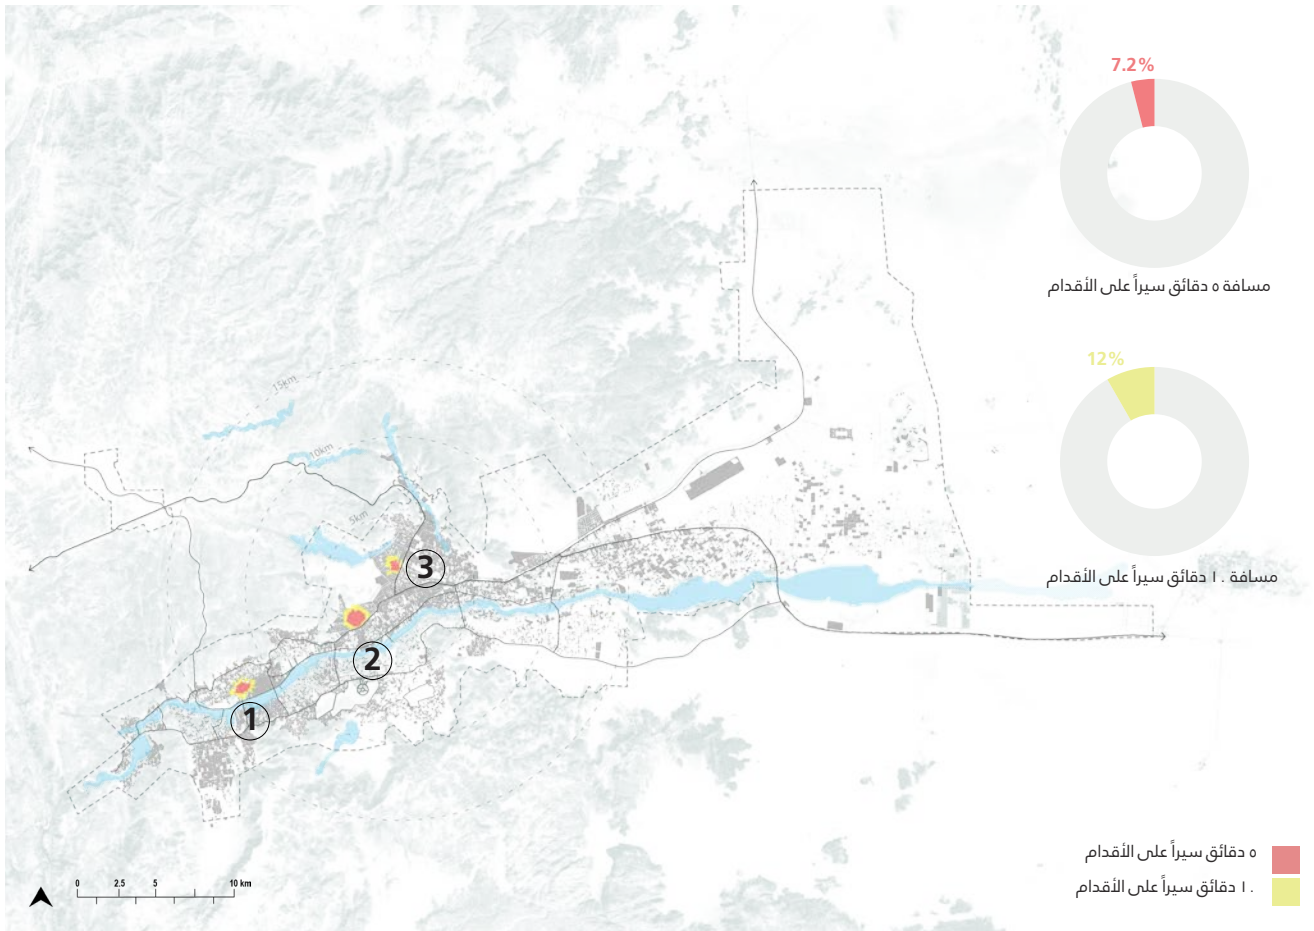 7.2%
مسافة ٥ دقائق سيراً على الأقدام
12%
مسافة ١٠ دقائق سيراً على الأقدام
15km
10km
5km
3
2
1
٥ دقائق سيراً على الأقدام
١٠ دقائق سيراً على الأقدام
0 2.5 5 10 km